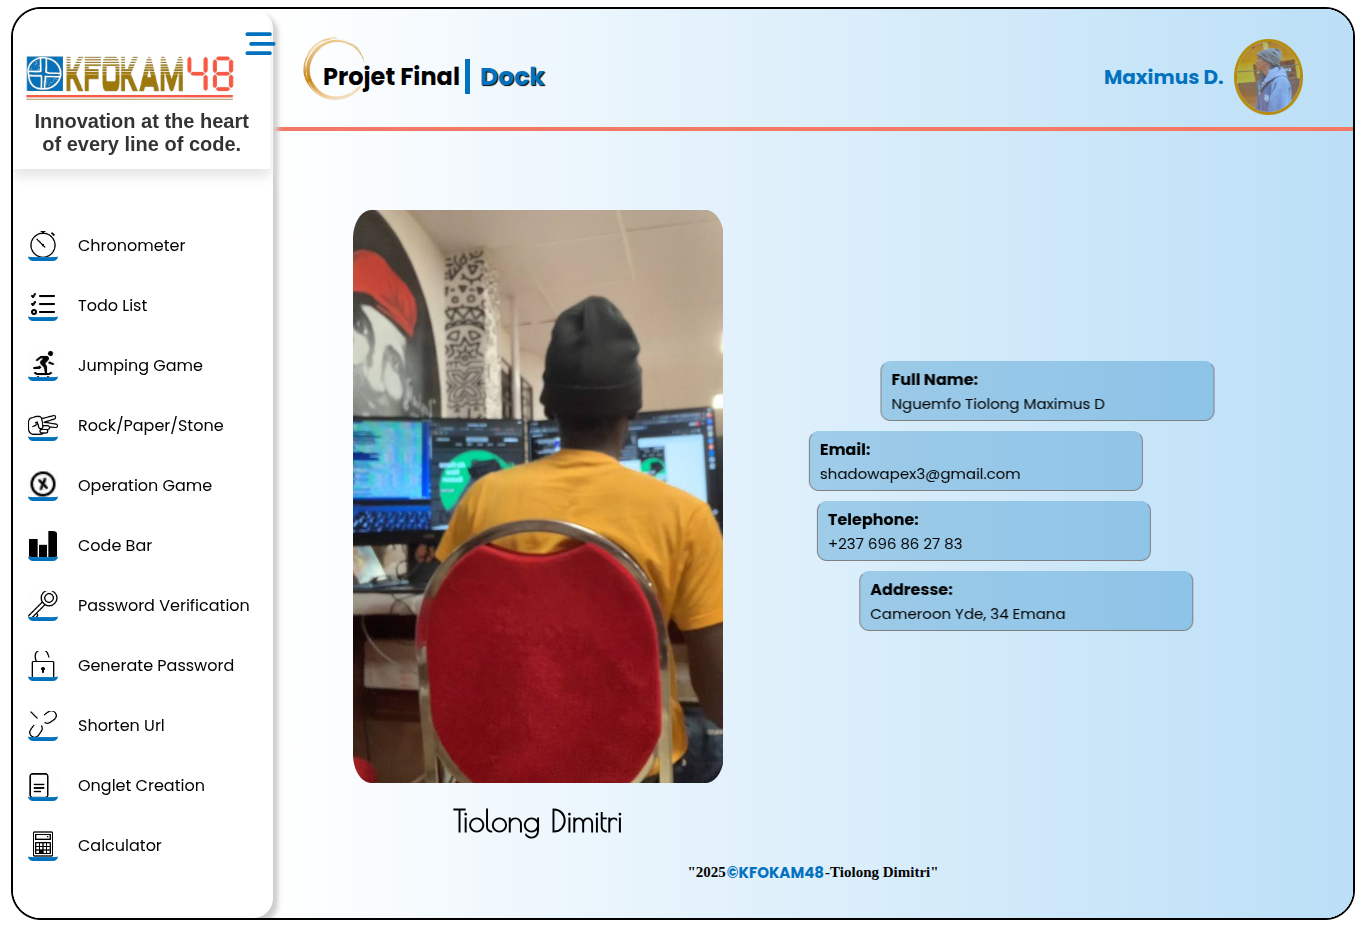 KFOKAM48
Innovation at the heart
of every line of code.
Projet Final
Dock
Maximus D.
Chronometer
Todo List
Jumping Game
Rock/Paper/Stone
Operation Game
Code Bar
Password Verification
Generate Password
Shorten Url
Onglet Creation
Calculator
Full Name:
Nguemfo Tiolong Maximus D
Email:
shadowapex3@gmail.com
Telephone:
+237 696 86 27 83
Addresse:
Cameroon Yde, 34 Emana
Tiolong Dimitri
"2025©KFOKAM48-Tiolong Dimitri"